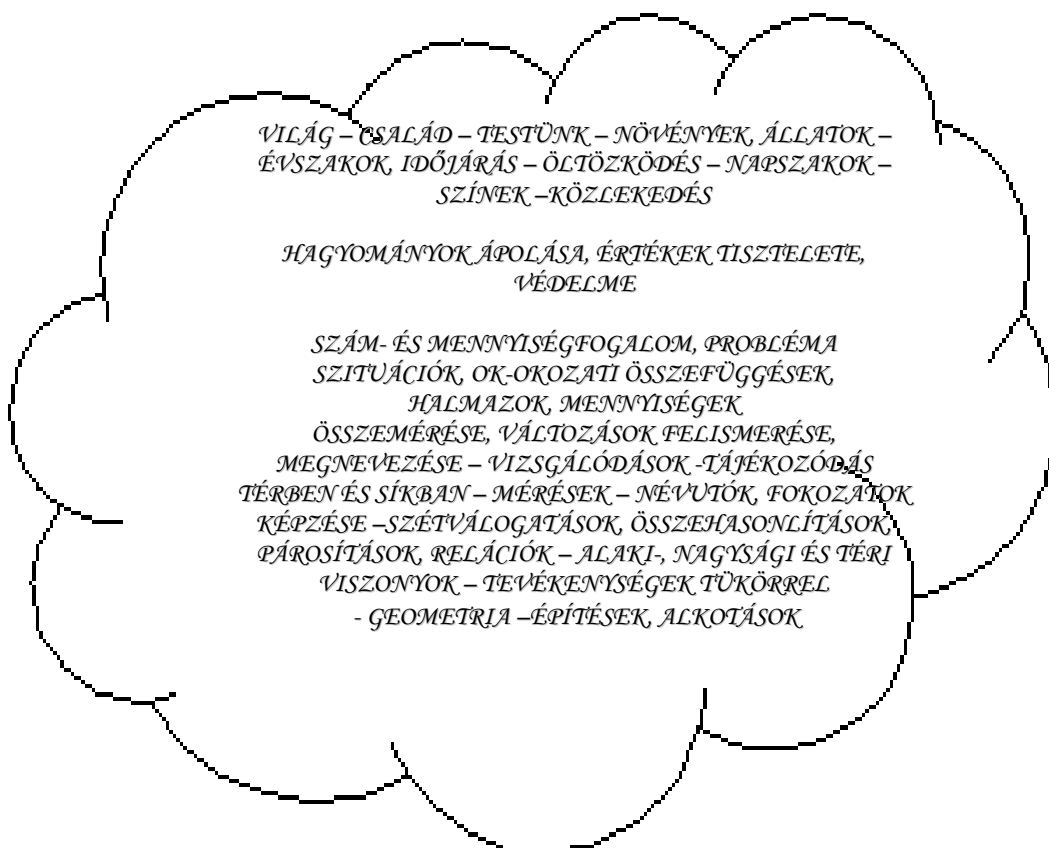 VILÁG – CSALÁD – TESTÜNK – NÖVÉNYEK, ÁLLATOK –
ÉVSZAKOK, IDŐJÁRÁS – ÖLTÖZKÖDÉS – NAPSZAKOK –
SZÍNEK –KÖZLEKEDÉS
HAGYOMÁNYOK ÁPOLÁSA, ÉRTÉKEK TISZTELETE,
VÉDELME
SZÁM- ÉS MENNYISÉGFOGALOM, PROBLÉMA
SZITUÁCIÓK, OK-OKOZATI ÖSSZEFÜGGÉSEK,
HALMAZOK, MENNYISÉGEK
ÖSSZEMÉRÉSE, VÁLTOZÁSOK FELISMERÉSE,
MEGNEVEZÉSE – VIZSGÁLÓDÁSOK -TÁJÉKOZÓDÁS
TÉRBEN ÉS SÍKBAN – MÉRÉSEK – NÉVUTÓK, FOKOZATOK
KÉPZÉSE –SZÉTVÁLOGATÁSOK, ÖSSZEHASONLÍTÁSOK,
PÁROSÍTÁSOK, RELÁCIÓK – ALAKI-, NAGYSÁGI ÉS TÉRI
VISZONYOK – TEVÉKENYSÉGEK TÜKÖRREL
- GEOMETRIA –ÉPÍTÉSEK, ALKOTÁSOK